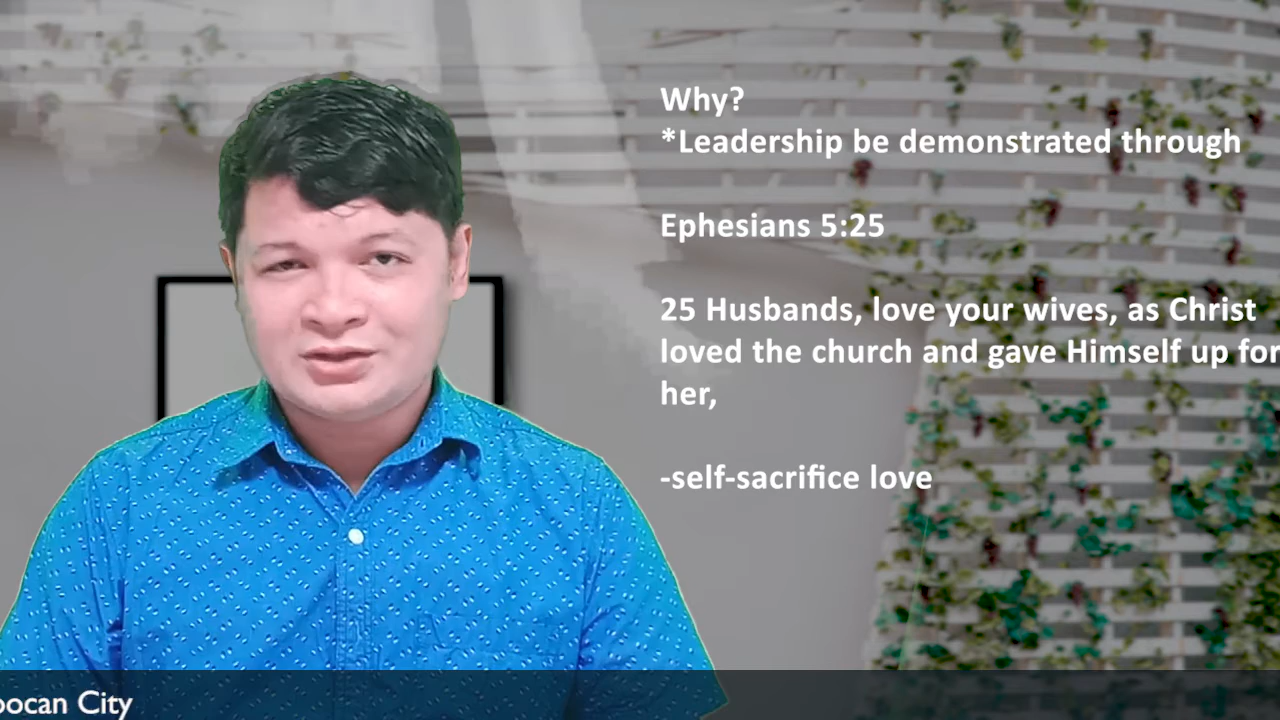 Why?
*Leadership be demonstrated through
Ephesians 5:25
25 Husbands, love your wives, as Christ
loved the church and gave Himself up for
her,
-self-sacrifice love
City